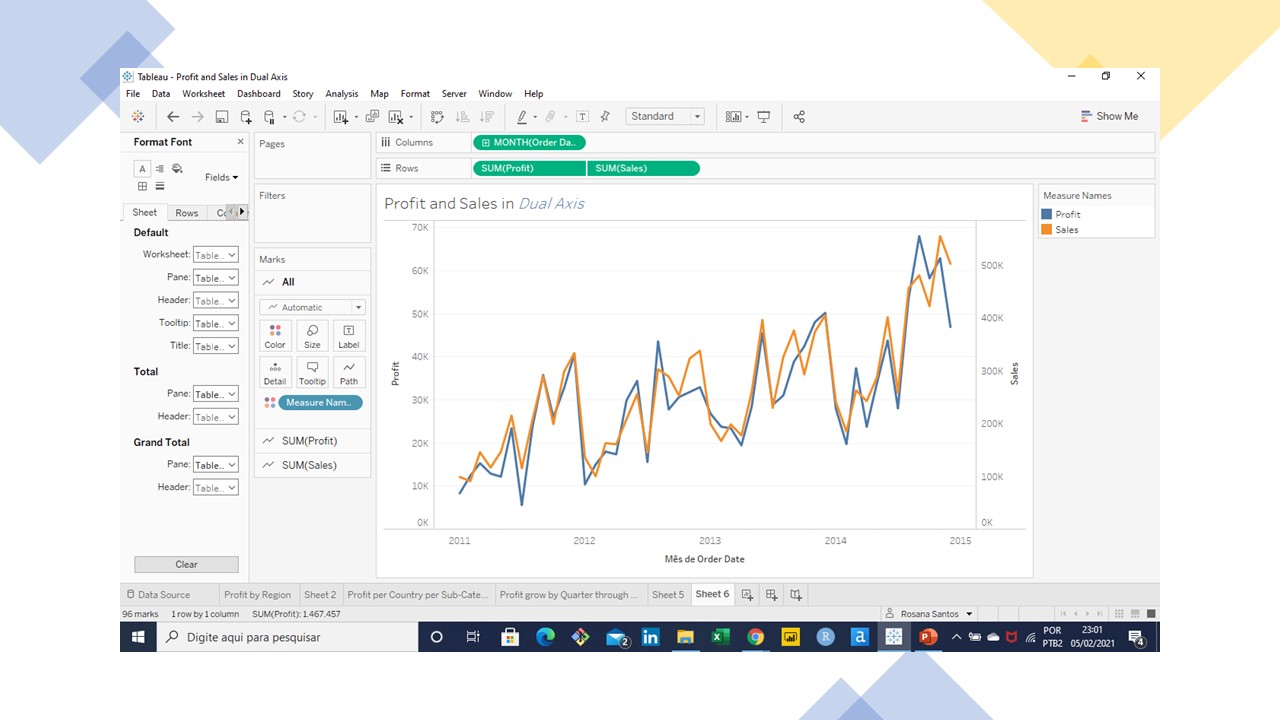 Tableau - Profit and Sales in Dual Axis
File Data Worksheet Dashboard Story Analysis Map Format Server Window Help
Standard
Show Me
Format Font
Fields
Sheet Rows
Default
Worksheet: Table..
Pane: Table..
Header: Table..
Tooltip: Table..
Title: Table..
Total
Pane: Table..
Header: Table..
Grand Total
Pane: Table..
Header: Table..
Clear
Pages
Filters
Marks
All
Automatic
Color Size Label
Detail Tooltip Path
Measure Nam..
SUM(Profit)
SUM(Sales)
Columns MONTH(Order Da..
Rows SUM(Profit) SUM(Sales)
Profit and Sales in Dual Axis
70K
60K
50K
40K
30K
20K
10K
0K
Profit
500K
400K
300K
200K
100K
0K
Sales
2011 2012 2013 2014 2015
Mês de Order Date
Measure Names
Profit
Sales
Data Source Profit by Region Sheet 2 Profit per Country per Sub-Cate... Profit grow by Quarter through ... Sheet 5 Sheet 6
96 marks 1 row by 1 column SUM(Profit): 1.467.457 Rosana Santos
Digite aqui para pesquisar
2
POR
PTB2
23:01
05/02/2021
4